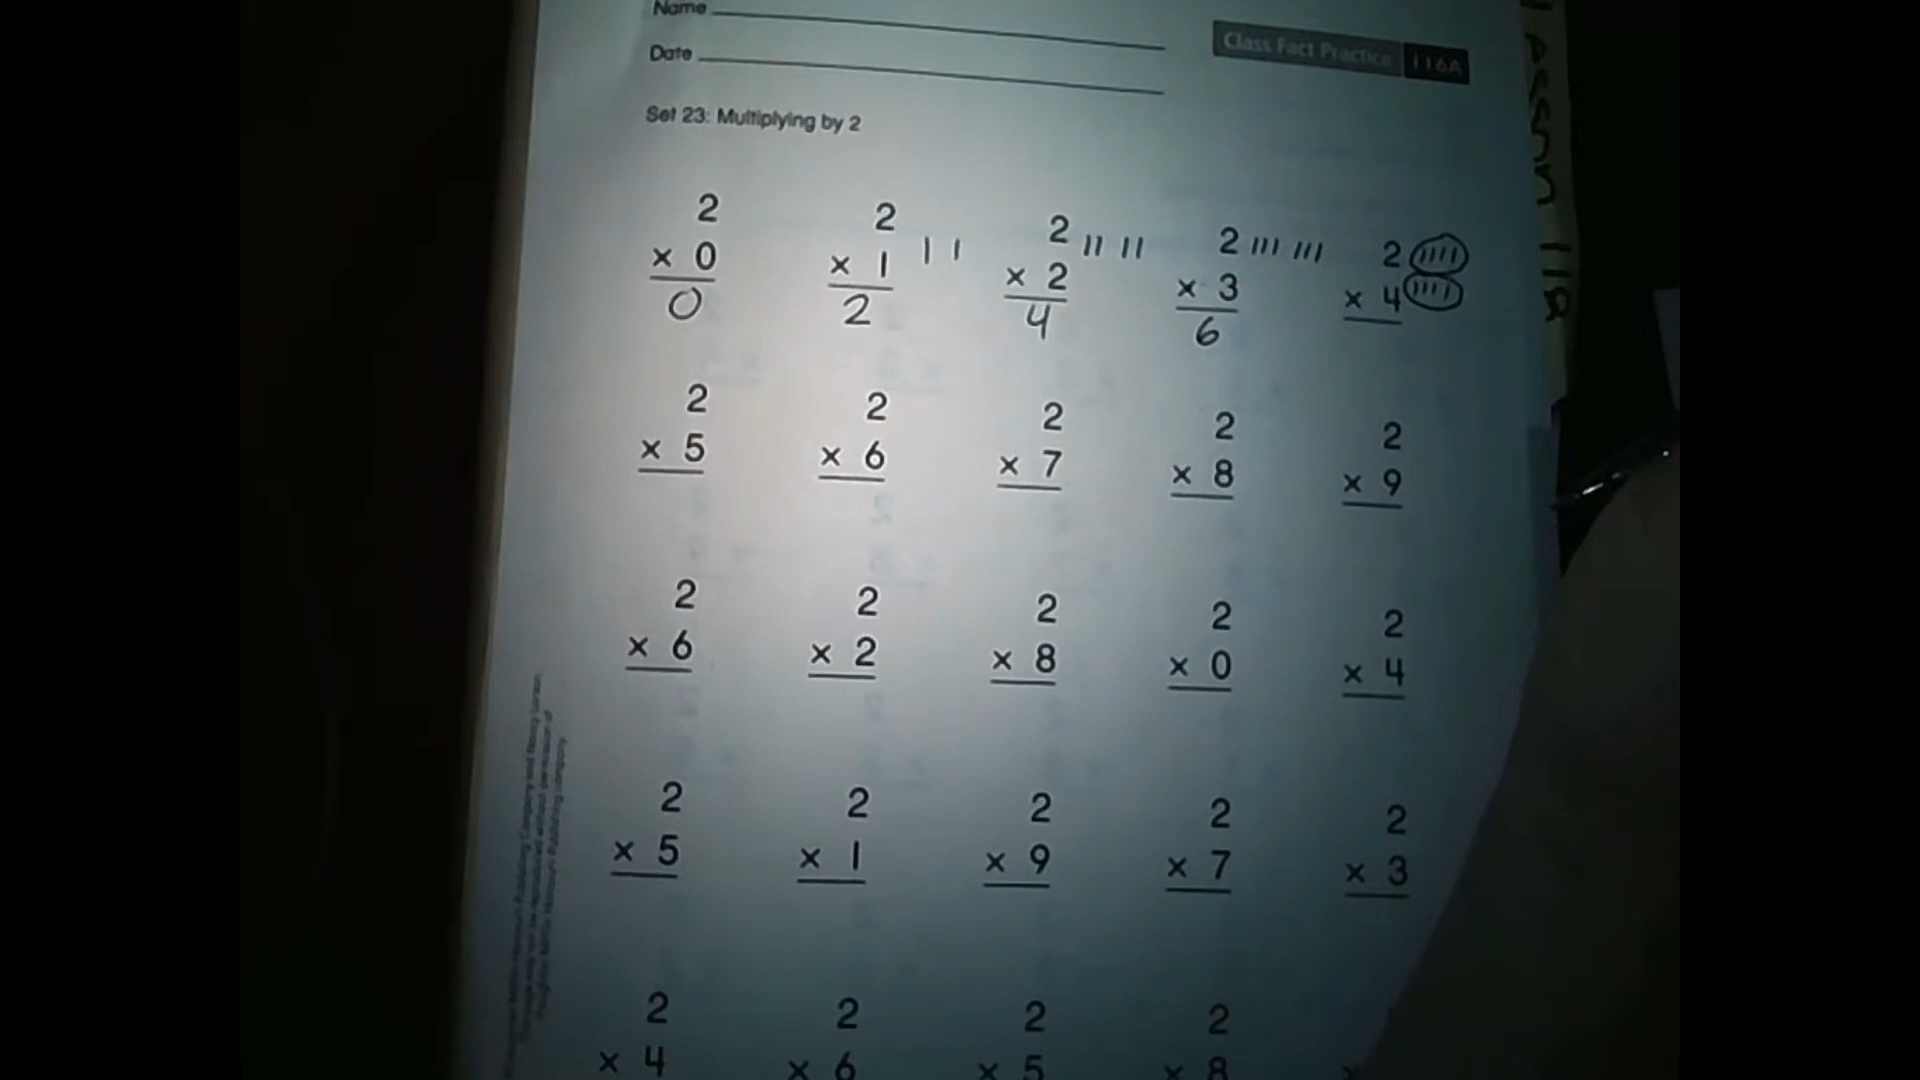 Name
Date
Class Fact Practice 116A
Set 23: Multiplying by 2
2 2 2 2 2
× 0 × 1 × 2 × 3 × 4
0 2 4 6
2 2 2 2 2
× 5 × 6 × 7 × 8 × 9
2 2 2 2 2
× 6 × 2 × 8 × 0 × 4
2 2 2 2 2
× 5 × 1 × 9 × 7 × 3
2 2 2 2
× 4 × 6 × 5 × 8
Lesson 118